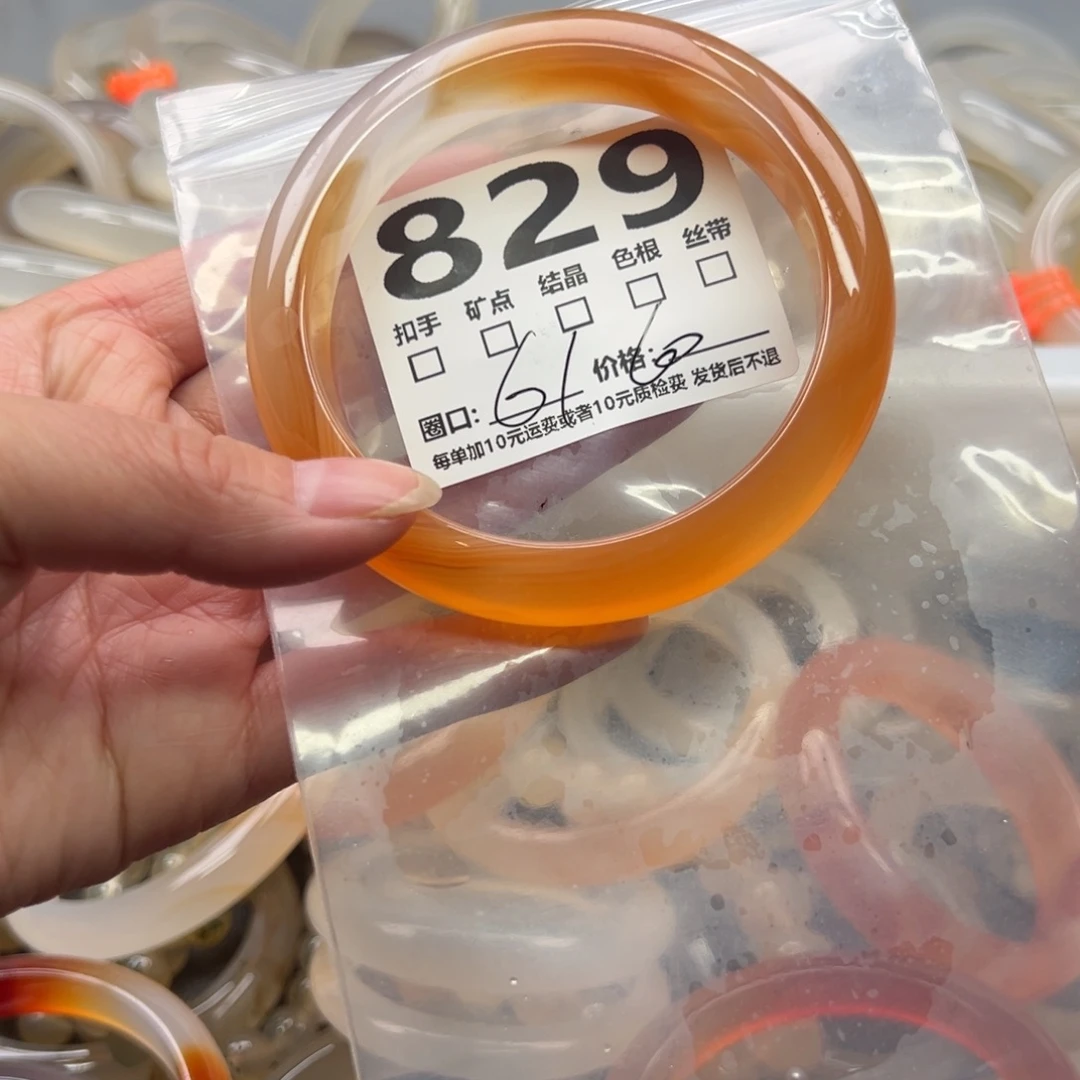 829
扣手 矿点 结晶 色根 丝带
圈口: 61 价格: 60
每单加10元运费或者10元质检费 发货后不退